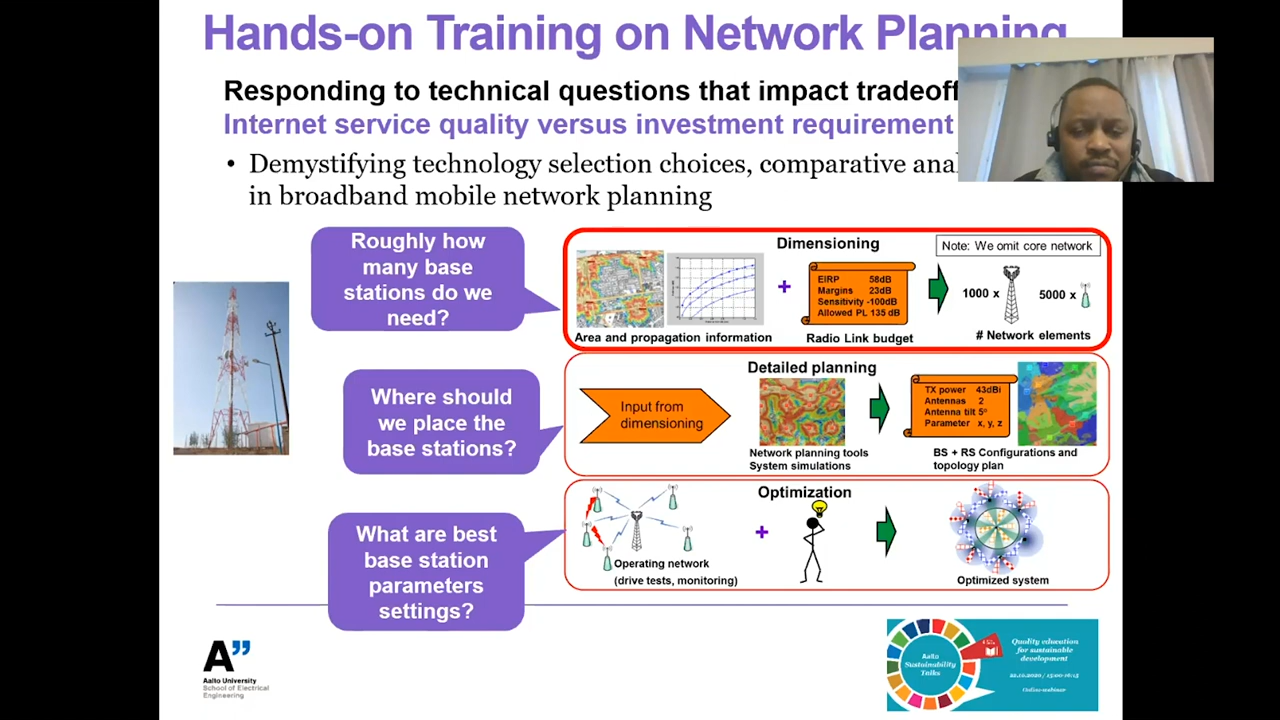 Hands-on Training on Network Planning
Responding to technical questions that impact tradeoff
Internet service quality versus investment requirement
• Demystifying technology selection choices, comparative
in broadband mobile network planning
Roughly how
many base
stations do we
need?
Dimensioning
Note: We omit core network
EIRP 58dB
Margins 23dB
Sensitivity -100dB
Allowed PL 135 dB
+
1000 x
5000 x
Area and propagation information
Radio Link budget
# Network elements
Where should
we place the
base stations?
Detailed planning
Input from
dimensioning
TX power 43dBi
Antennas 2
Antenna tilt 5°
Parameter x, y, z
Network planning tools
System simulations
BS + RS Configurations and
topology plan
What are best
base station
parameters
settings?
Optimization
+
Operating network
(drive tests, monitoring)
Optimized system
A”
Aalto University
School of Electrical
Engineering
Aalto
Sustainability
Talks
Quality education
for sustainable
development
22.10.2020 / 15:00-16:15
Online-webinar